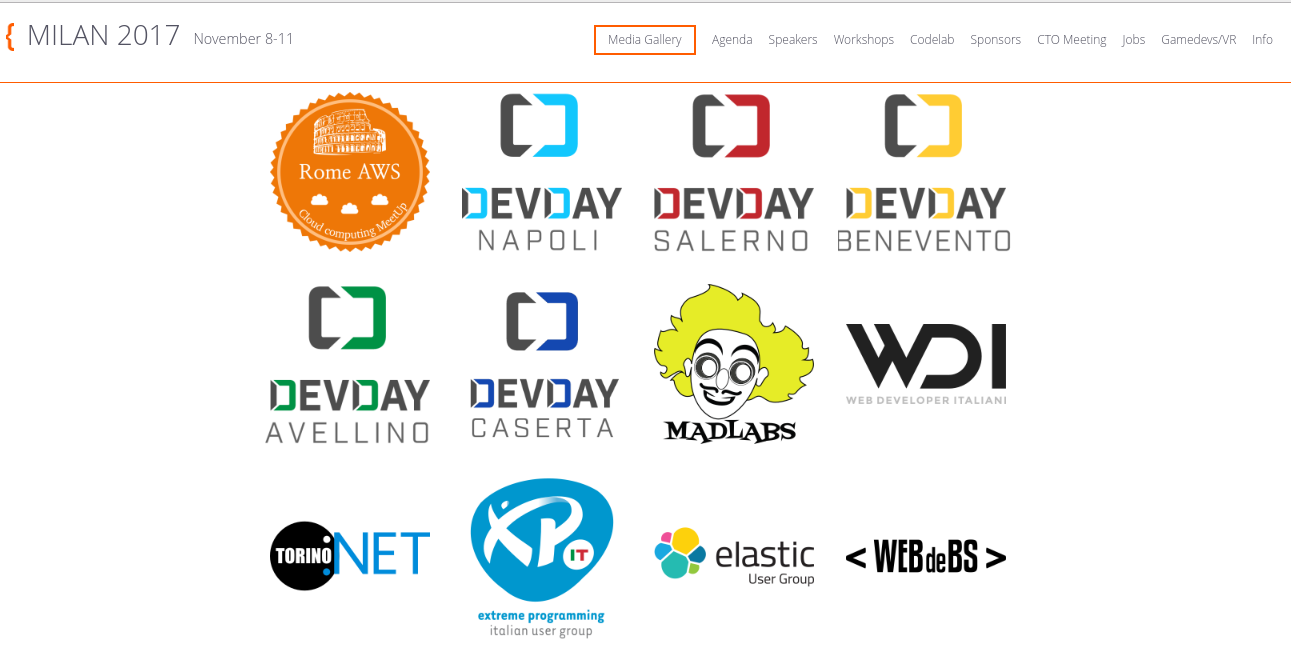 { MILAN 2017 November 8-11
Media Gallery Agenda Speakers Workshops Codelab Sponsors CTO Meeting Jobs Gamedevs/VR Info
Rome AWS
Cloud computing MeetUp
DEVDAY
NAPOLI
DEVDAY
SALERNO
DEVDAY
BENEVENTO
DEVDAY
AVELLINO
DEVDAY
CASERTA
MADLABS
WDI
WEB DEVELOPER ITALIANI
TORINO.NET
XP
IT
extreme programming
italian user group
elastic
User Group
< WEBdeBS >